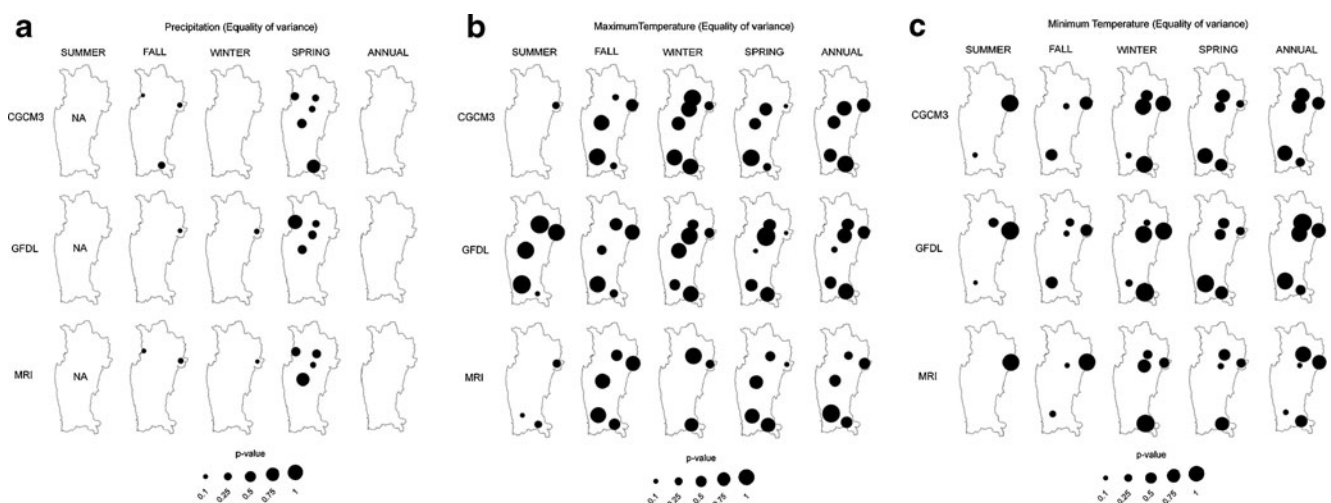 a
Precipitation (Equality of variance)
SUMMER FALL WINTER SPRING ANNUAL
CGCM3 NA
GFDL NA
MRI NA
p-value
0.1 0.25 0.5 0.75 1
b
MaximumTemperature (Equality of variance)
SUMMER FALL WINTER SPRING ANNUAL
CGCM3
GFDL
MRI
p-value
0.1 0.25 0.5 0.75 1
c
Minimum Temperature (Equality of variance)
SUMMER FALL WINTER SPRING ANNUAL
CGCM3
GFDL
MRI
p-value
0.1 0.25 0.5 0.75 1